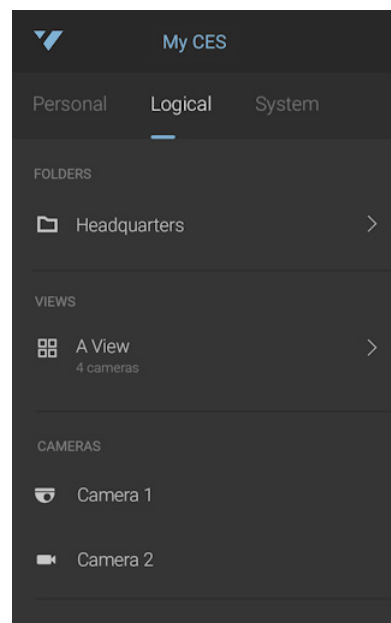 My CES
Personal Logical System
FOLDERS
Headquarters
VIEWS
A View
4 cameras
CAMERAS
Camera 1
Camera 2